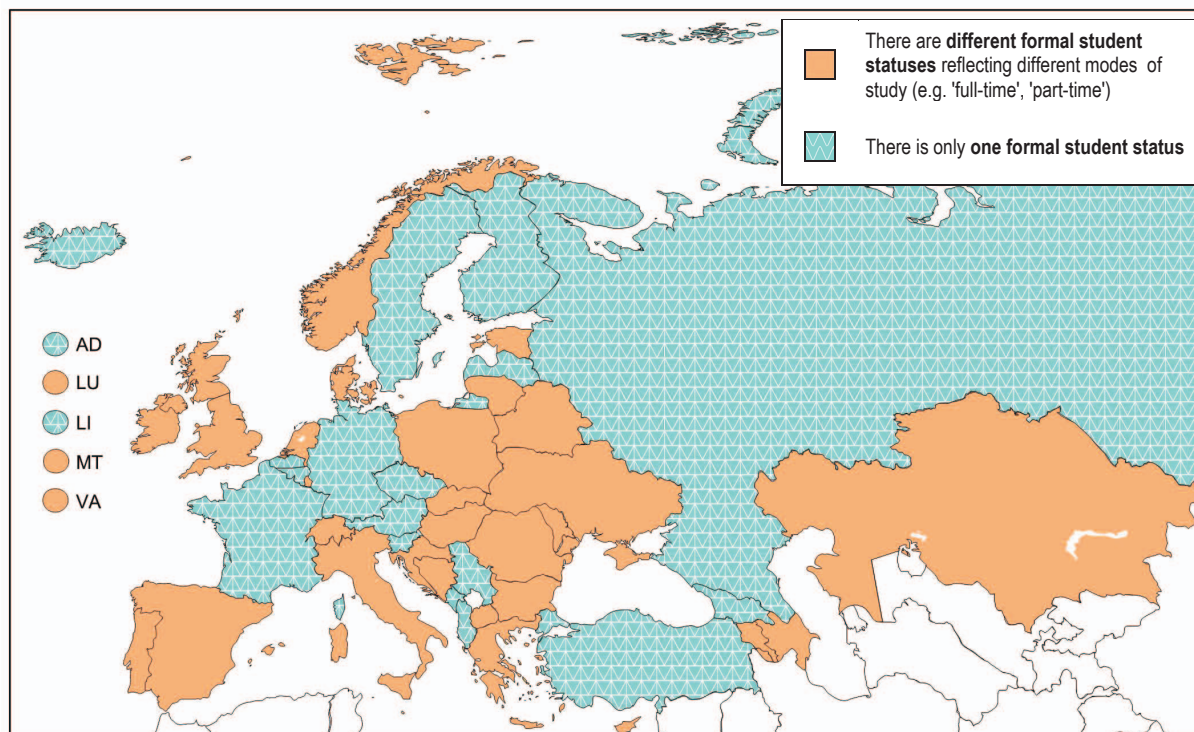 There are different formal student
statuses reflecting different modes of
study (e.g. 'full-time', 'part-time')
There is only one formal student status
AD
LU
LI
MT
VA